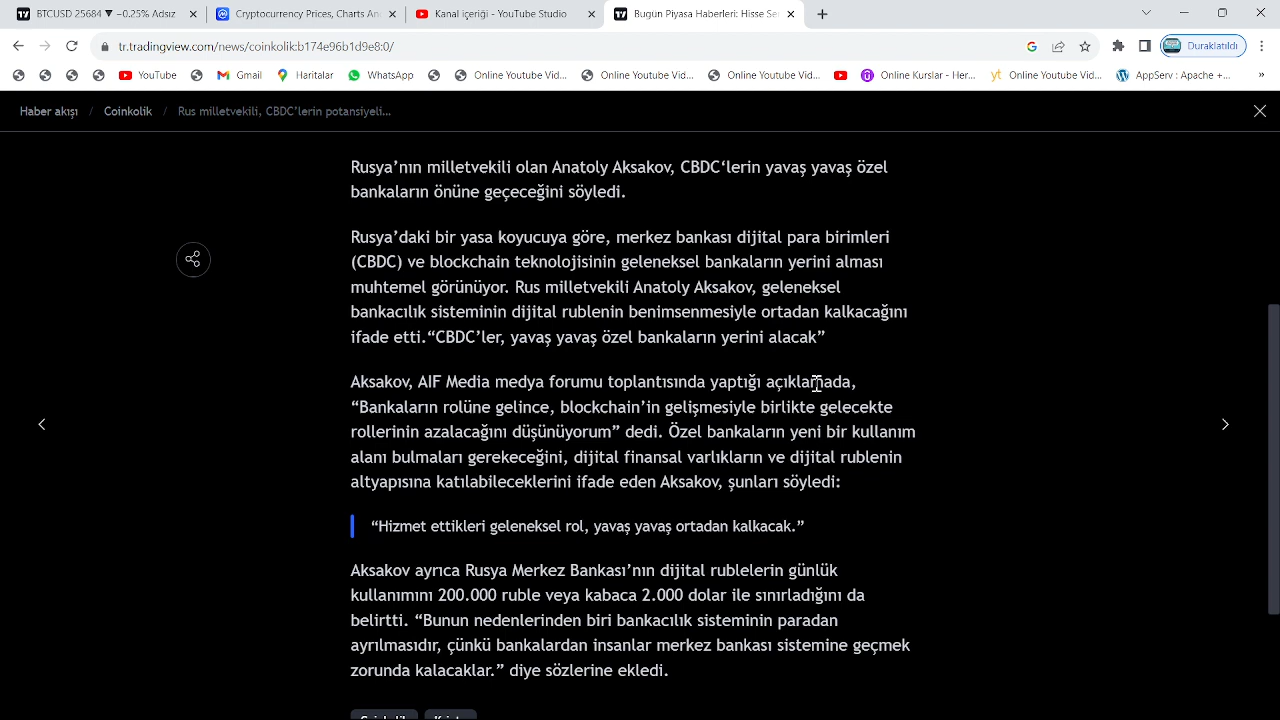 BTCUSD 25684 ▼ −0.25% Adsız
Cryptocurrency Prices, Charts An
Kanal içeriği - YouTube Studio
Bugün Piyasa Haberleri: Hisse Se
tr.tradingview.com/news/coinkolik:b174e96b1d9e8:0/
Duraklatıldı
YouTube
Gmail
Haritalar
WhatsApp
Online Youtube Vid...
Online Youtube Vid...
Online Youtube Vid...
Online Kurslar - Her...
Online Youtube Vid...
AppServ : Apache +...
Haber akışı / Coinkolik / Rus milletvekili, CBDC'lerin potansiyeli...
Rusya’nın milletvekili olan Anatoly Aksakov, CBDC‘lerin yavaş yavaş özel
bankaların önüne geçeceğini söyledi.
Rusya’daki bir yasa koyucuya göre, merkez bankası dijital para birimleri
(CBDC) ve blockchain teknolojisinin geleneksel bankaların yerini alması
muhtemel görünüyor. Rus milletvekili Anatoly Aksakov, geleneksel
bankacılık sisteminin dijital rublenin benimsenmesiyle ortadan kalkacağını
ifade etti.“CBDC’ler, yavaş yavaş özel bankaların yerini alacak”
Aksakov, AIF Media medya forumu toplantısında yaptığı açıklamada,
“Bankaların rolüne gelince, blockchain’in gelişmesiyle birlikte gelecekte
rollerinin azalacağını düşünüyorum” dedi. Özel bankaların yeni bir kullanım
alanı bulmaları gerekeceğini, dijital finansal varlıkların ve dijital rublenin
altyapısına katılabileceklerini ifade eden Aksakov, şunları söyledi:
“Hizmet ettikleri geleneksel rol, yavaş yavaş ortadan kalkacak.”
Aksakov ayrıca Rusya Merkez Bankası’nın dijital rublelerin günlük
kullanımını 200.000 ruble veya kabaca 2.000 dolar ile sınırladığını da
belirtti. “Bunun nedenlerinden biri bankacılık sisteminin paradan
ayrılmasıdır, çünkü bankalardan insanlar merkez bankası sistemine geçmek
zorunda kalacaklar.” diye sözlerine ekledi.